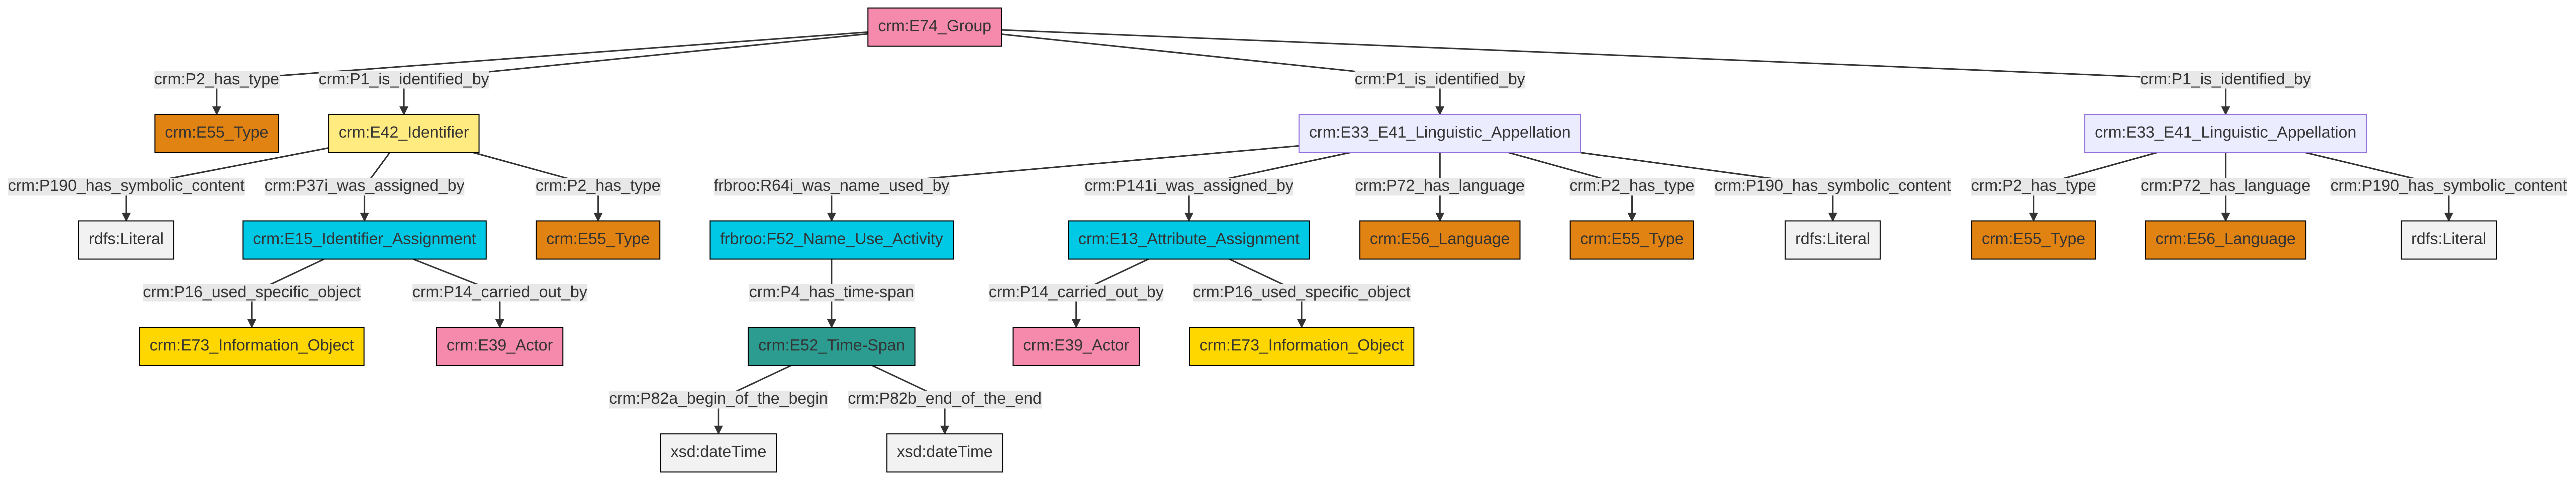 crm:E74_Group
crm:P2_has_type
crm:P1_is_identified_by
crm:P1_is_identified_by
crm:P1_is_identified_by
crm:E55_Type
crm:E42_Identifier
crm:E33_E41_Linguistic_Appellation
crm:E33_E41_Linguistic_Appellation
crm:P190_has_symbolic_content
crm:P37i_was_assigned_by
crm:P2_has_type
frbroo:R64i_was_name_used_by
crm:P141i_was_assigned_by
crm:P72_has_language
crm:P2_has_type
crm:P190_has_symbolic_content
crm:P2_has_type
crm:P72_has_language
crm:P190_has_symbolic_content
rdfs:Literal
crm:E15_Identifier_Assignment
crm:E55_Type
frbroo:F52_Name_Use_Activity
crm:E13_Attribute_Assignment
crm:E56_Language
crm:E55_Type
rdfs:Literal
crm:E55_Type
crm:E56_Language
rdfs:Literal
crm:P16_used_specific_object
crm:P14_carried_out_by
crm:P4_has_time-span
crm:P14_carried_out_by
crm:P16_used_specific_object
crm:E73_Information_Object
crm:E39_Actor
crm:E52_Time-Span
crm:E39_Actor
crm:E73_Information_Object
crm:P82a_begin_of_the_begin
crm:P82b_end_of_the_end
xsd:dateTime
xsd:dateTime